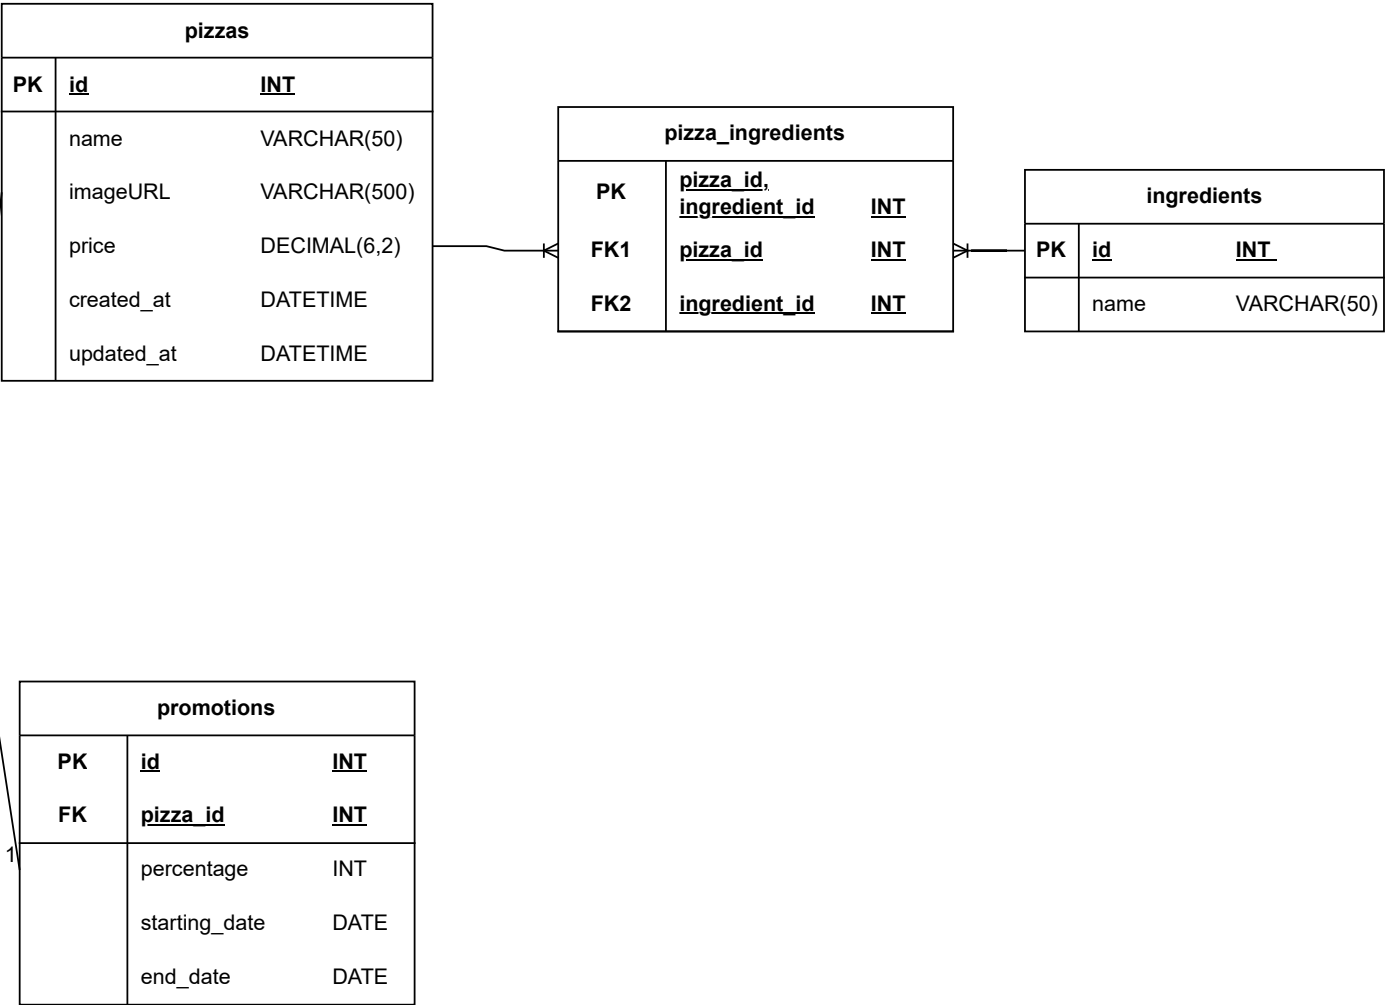 pizzas
PK id INT
name VARCHAR(50)
imageURL VARCHAR(500)
price DECIMAL(6,2)
created_at DATETIME
updated_at DATETIME
pizza_ingredients
PK pizza_id,
ingredient_id INT
FK1 pizza_id INT
FK2 ingredient_id INT
ingredients
PK id INT
name VARCHAR(50)
promotions
PK id INT
FK pizza_id INT
1
percentage INT
starting_date DATE
end_date DATE